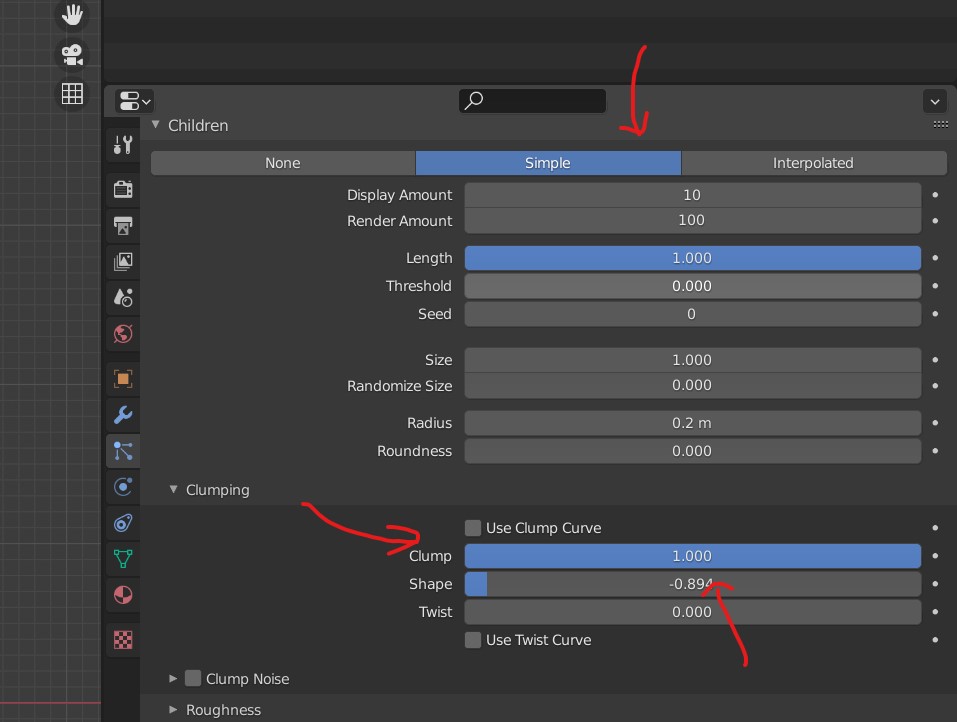 Children
None Simple Interpolated
Display Amount 10
Render Amount 100
Length 1.000
Threshold 0.000
Seed 0
Size 1.000
Randomize Size 0.000
Radius 0.2 m
Roundness 0.000
Clumping
Use Clump Curve
Clump 1.000
Shape -0.894
Twist 0.000
Use Twist Curve
Clump Noise
Roughness